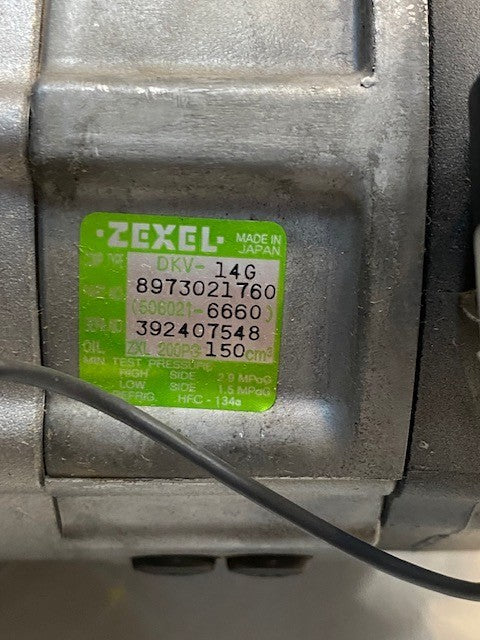 ·ZEXEL·
MADE IN
JAPAN
TYPE DKV- 14G
8973021760
(506021- 6660)
392407548
OIL ZXL 200PG 150 cm³
MIN TEST PRESSURE
HIGH SIDE 2.9 MPaG
LOW SIDE 1.5 MPaG
REFRIG. HFC-134a